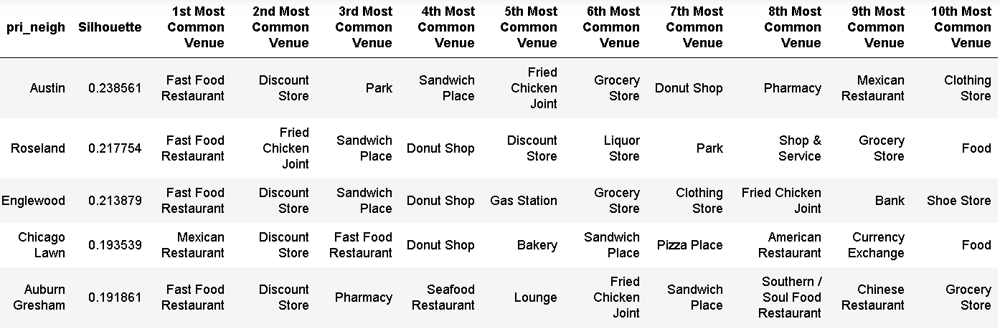 pri_neigh Silhouette 1st Most Common Venue 2nd Most Common Venue 3rd Most Common Venue 4th Most Common Venue 5th Most Common Venue 6th Most Common Venue 7th Most Common Venue 8th Most Common Venue 9th Most Common Venue 10th Most Common Venue
Austin 0.238561 Fast Food Restaurant Discount Store Park Sandwich Place Fried Chicken Joint Grocery Store Donut Shop Pharmacy Mexican Restaurant Clothing Store
Roseland 0.217754 Fast Food Restaurant Fried Chicken Joint Sandwich Place Donut Shop Discount Store Liquor Store Park Shop & Service Grocery Store Food
Englewood 0.213879 Fast Food Restaurant Discount Store Sandwich Place Donut Shop Gas Station Grocery Store Clothing Store Fried Chicken Joint Bank Shoe Store
Chicago Lawn 0.193539 Mexican Restaurant Discount Store Fast Food Restaurant Donut Shop Bakery Sandwich Place Pizza Place American Restaurant Currency Exchange Food
Auburn Gresham 0.191861 Fast Food Restaurant Discount Store Pharmacy Seafood Restaurant Lounge Fried Chicken Joint Sandwich Place Southern / Soul Food Restaurant Chinese Restaurant Grocery Store